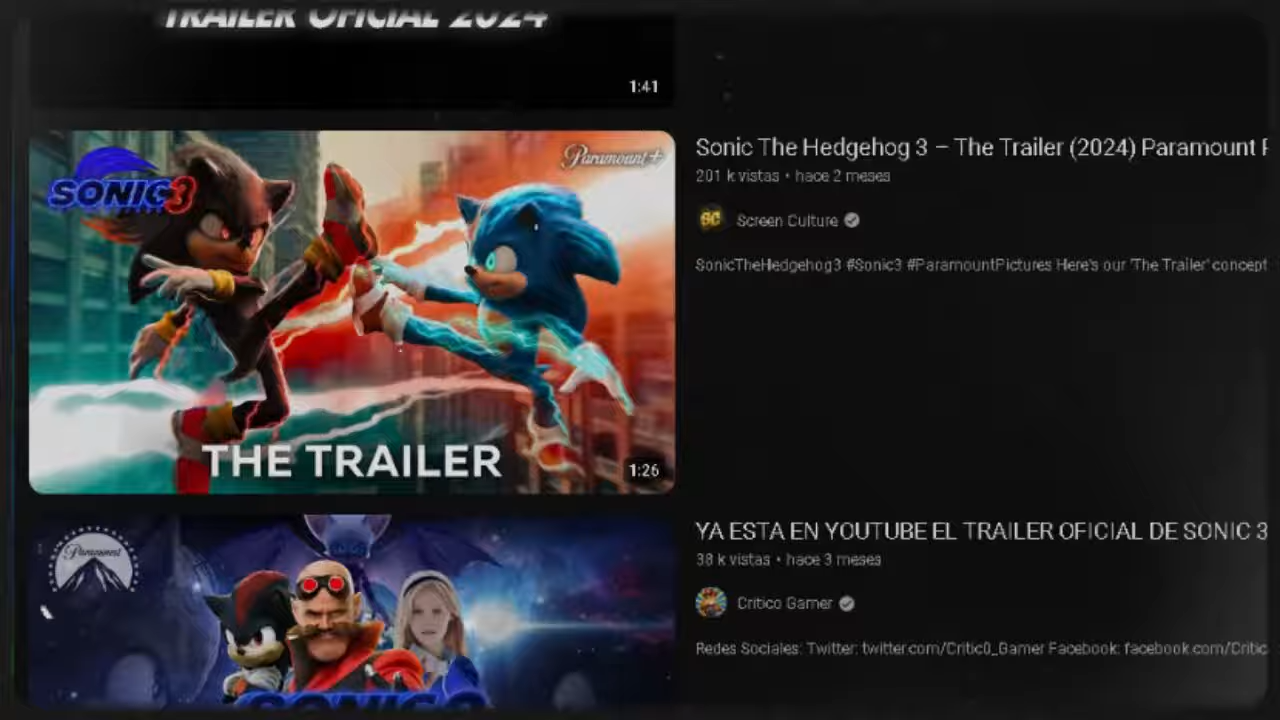 TRAILER OFICIAL 2024
1:41
SONIC3
Paramount+
THE TRAILER
1:26
Sonic The Hedgehog 3 – The Trailer (2024) Paramount
201 k vistas • hace 2 meses
SC
Screen Culture
SonicTheHedgehog3 #Sonic3 #ParamountPictures Here's our 'The Trailer' concept
Paramount
SONIC 3
YA ESTA EN YOUTUBE EL TRAILER OFICIAL DE SONIC 3
38 k vistas • hace 3 meses
Critico Gamer
Redes Sociales: Twitter: twitter.com/Critic0_Gamer Facebook: facebook.com/Critic